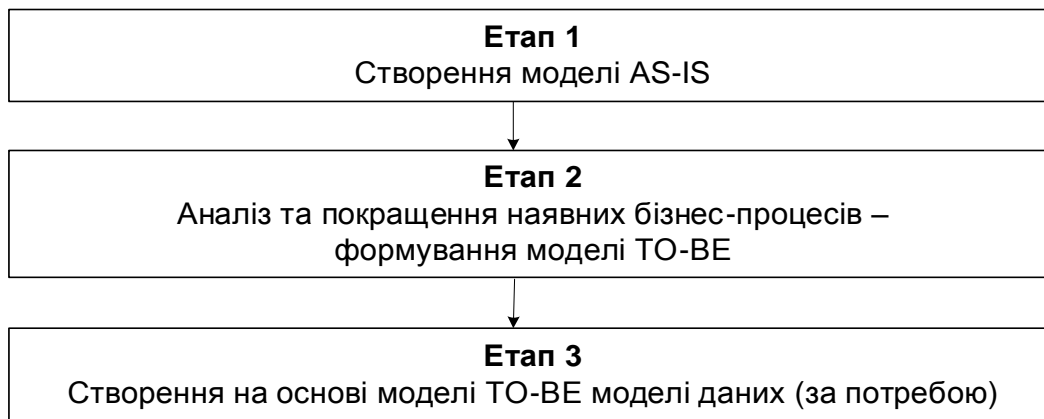 Етап 1
Створення моделі AS-IS
Етап 2
Аналіз та покращення наявних бізнес-процесів –
формування моделі TO-BE
Етап 3
Створення на основі моделі TO-BE моделі даних (за потребою)